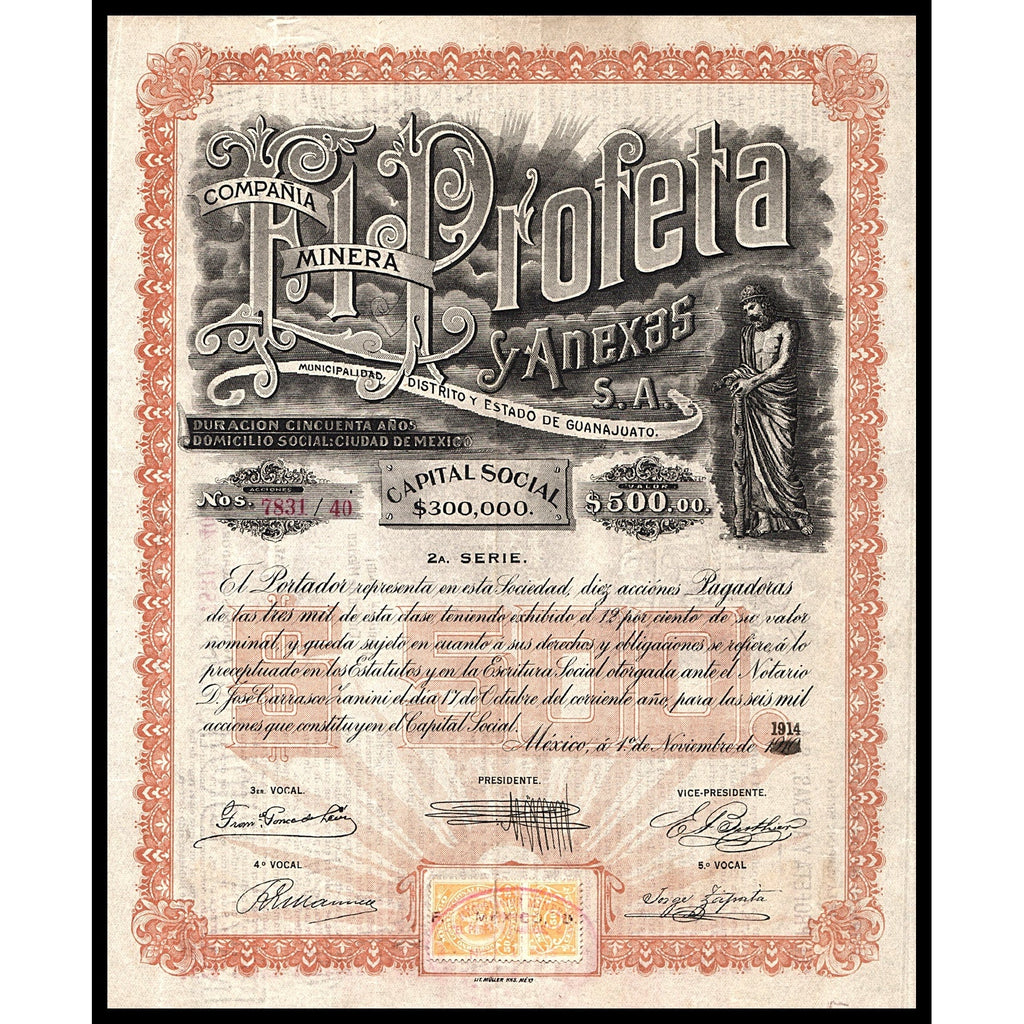 COMPAÑIA
MINERA
El Profeta
y Anexas
S. A.
MUNICIPALIDAD, DISTRITO Y ESTADO DE GUANAJUATO.
DURACION CINCUENTA AÑOS
DOMICILIO SOCIAL: CIUDAD DE MEXICO
ACCIONES
Nos. 7831 / 40
CAPITAL SOCIAL
$300,000.
VALOR
$500.00.
2A. SERIE.
El Portador representa en esta Sociedad, diez acciónes Pagadoras
de las tres mil de esta clase teniendo exhibido el 12 por ciento de su valor
nominal, y queda sujeto en cuanto a sus derechos y obligaciones se refiere á lo
preceptuado en los Estatutos y en la Escritura Social otorgada ante el Notario
D. José Carrasco Zanini el día 17 de Octubre del corriente año, para las seis mil
acciones que constituyen el Capital Social.
México, á 1º de Noviembre de 1914
PRESIDENTE.
3ER. VOCAL.
VICE-PRESIDENTE.
4º VOCAL
5.º VOCAL
Jorge Zaporta
MEXICO, D.
LIT. MÜLLER HNS. MÉXº